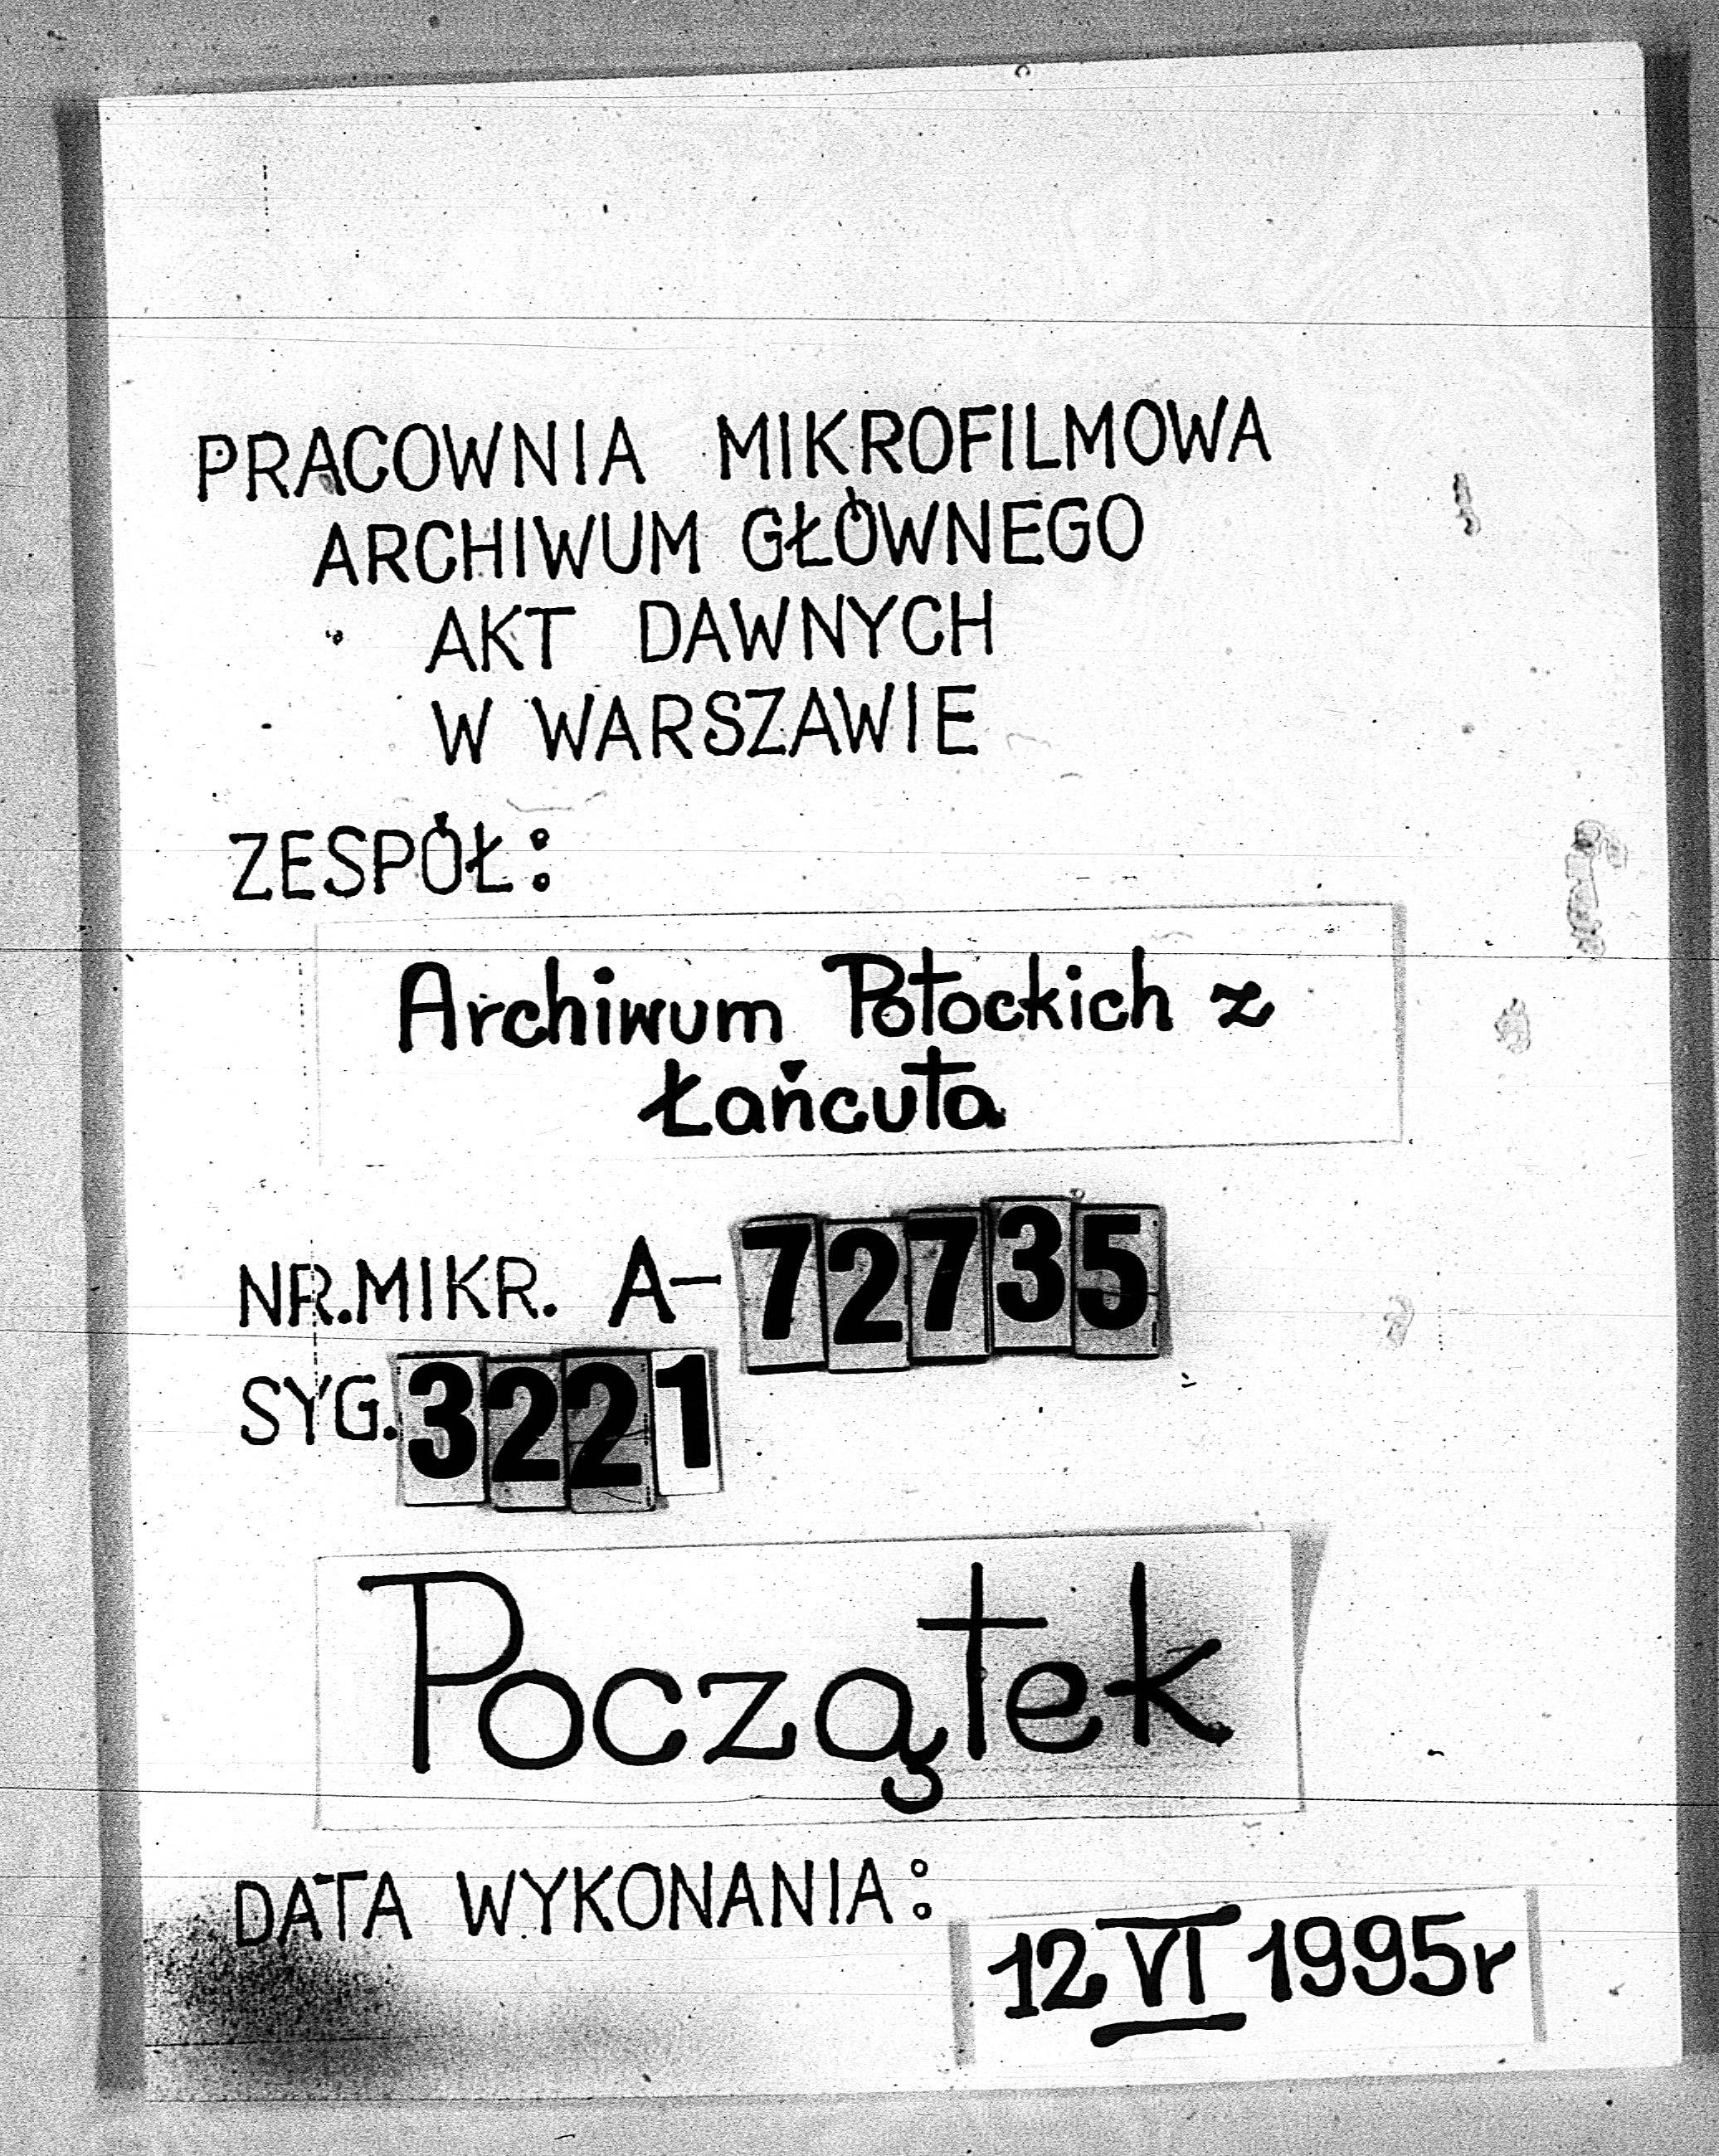 PRACOWNIA MIKROFILMOWA
ARCHIWUM GŁÓWNEGO
AKT DAWNYCH
W WARSZAWIE
ZESPÓŁ:
Archiwum Potockich z
Łańcuta
NR.MIKR. A-72735
SYG.3221
Początek
DATA WYKONANIA: 12 VI 1995r